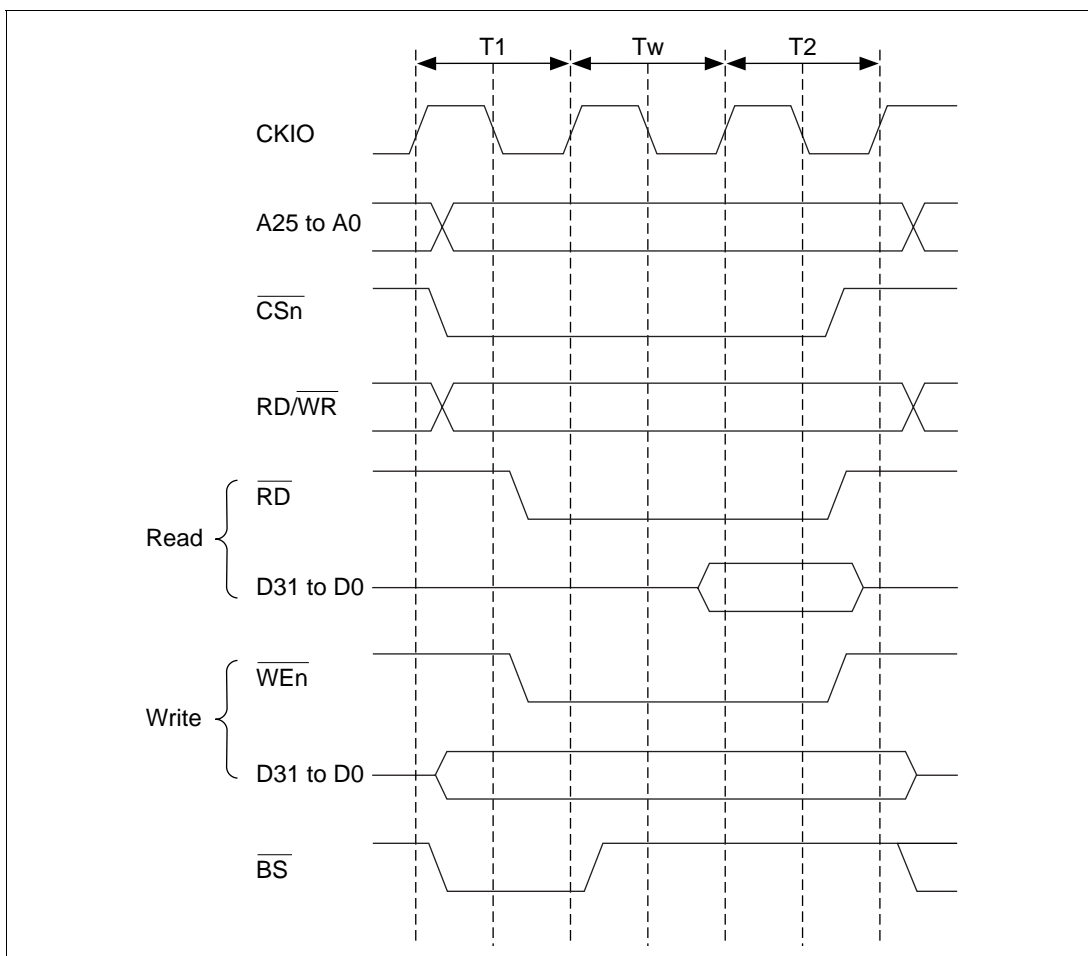 T1 Tw T2
CKIO
A25 to A0
CSn
RD/WR
RD
Read
D31 to D0
WEn
Write
D31 to D0
BS